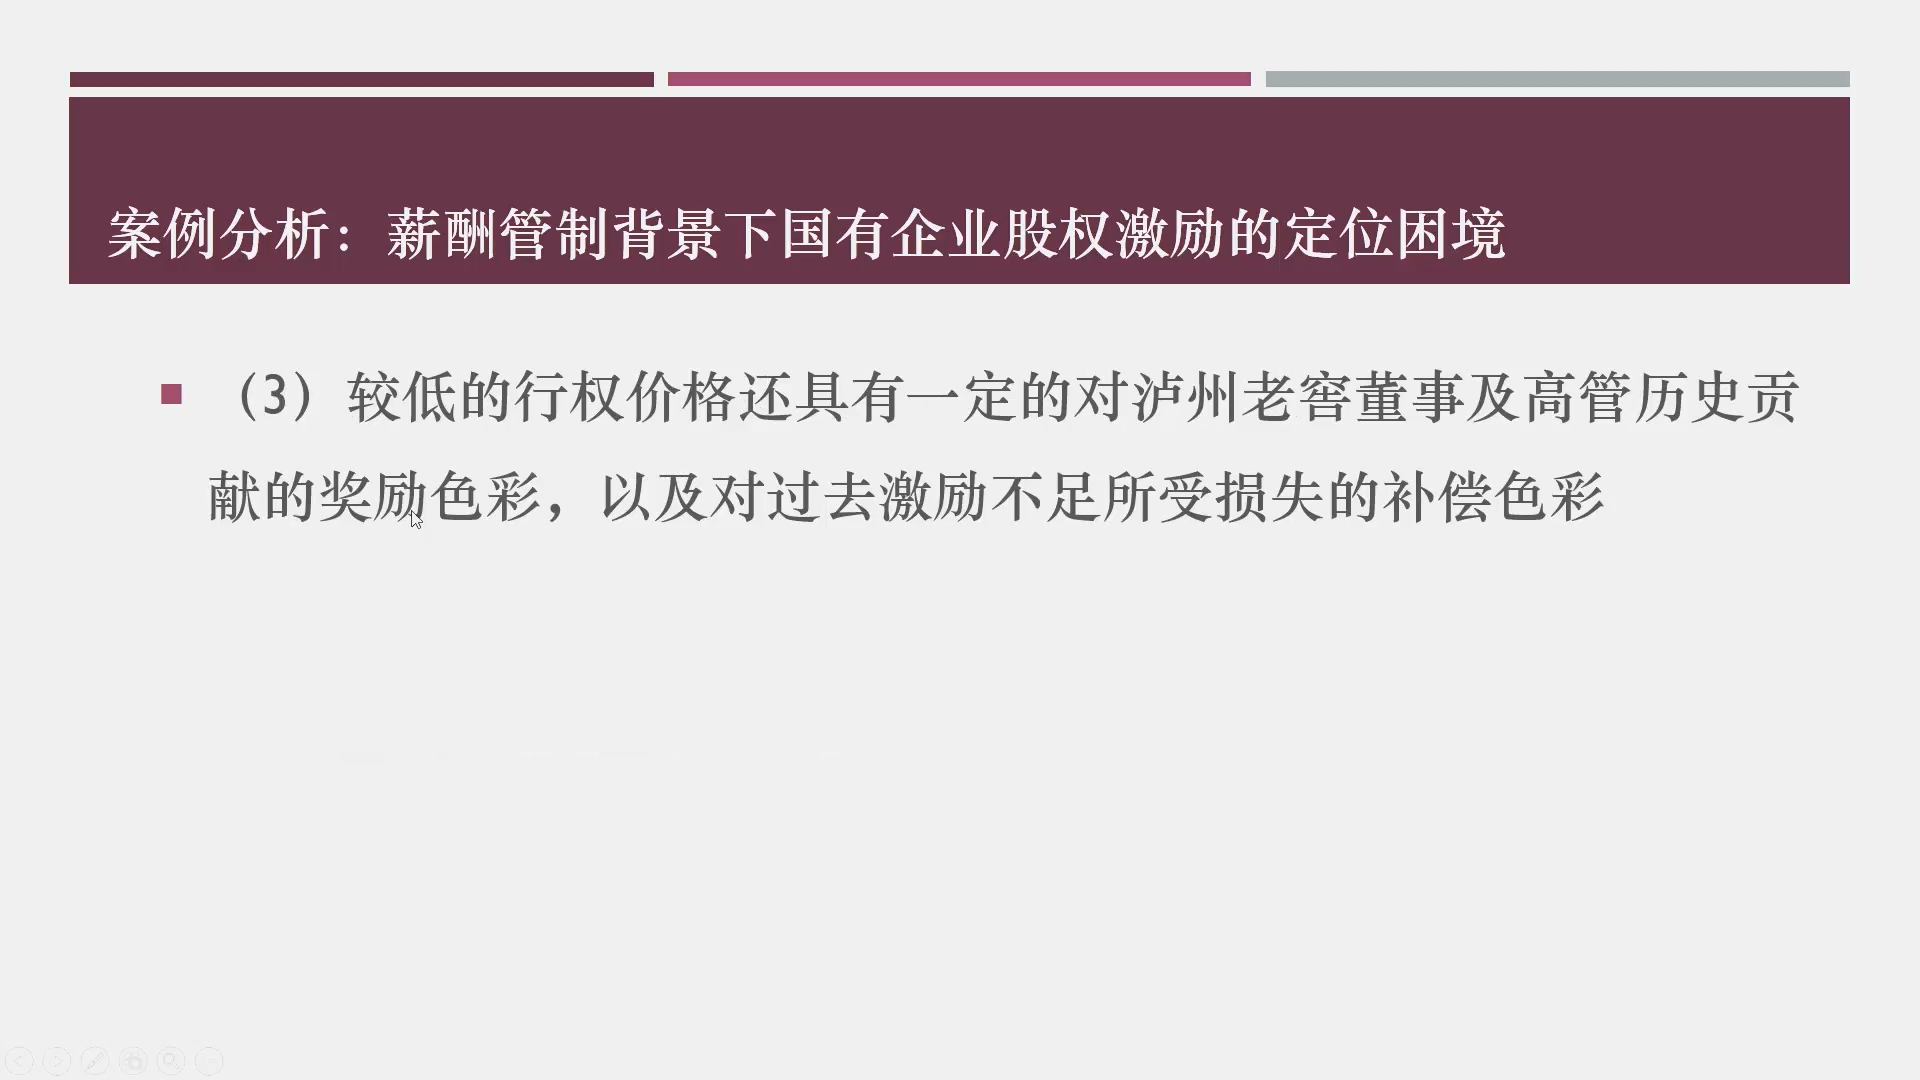 案例分析：薪酬管制背景下国有企业股权激励的定位困境
（3）较低的行权价格还具有一定的对泸州老窖董事及高管历史贡
献的奖励色彩，以及对过去激励不足所受损失的补偿色彩